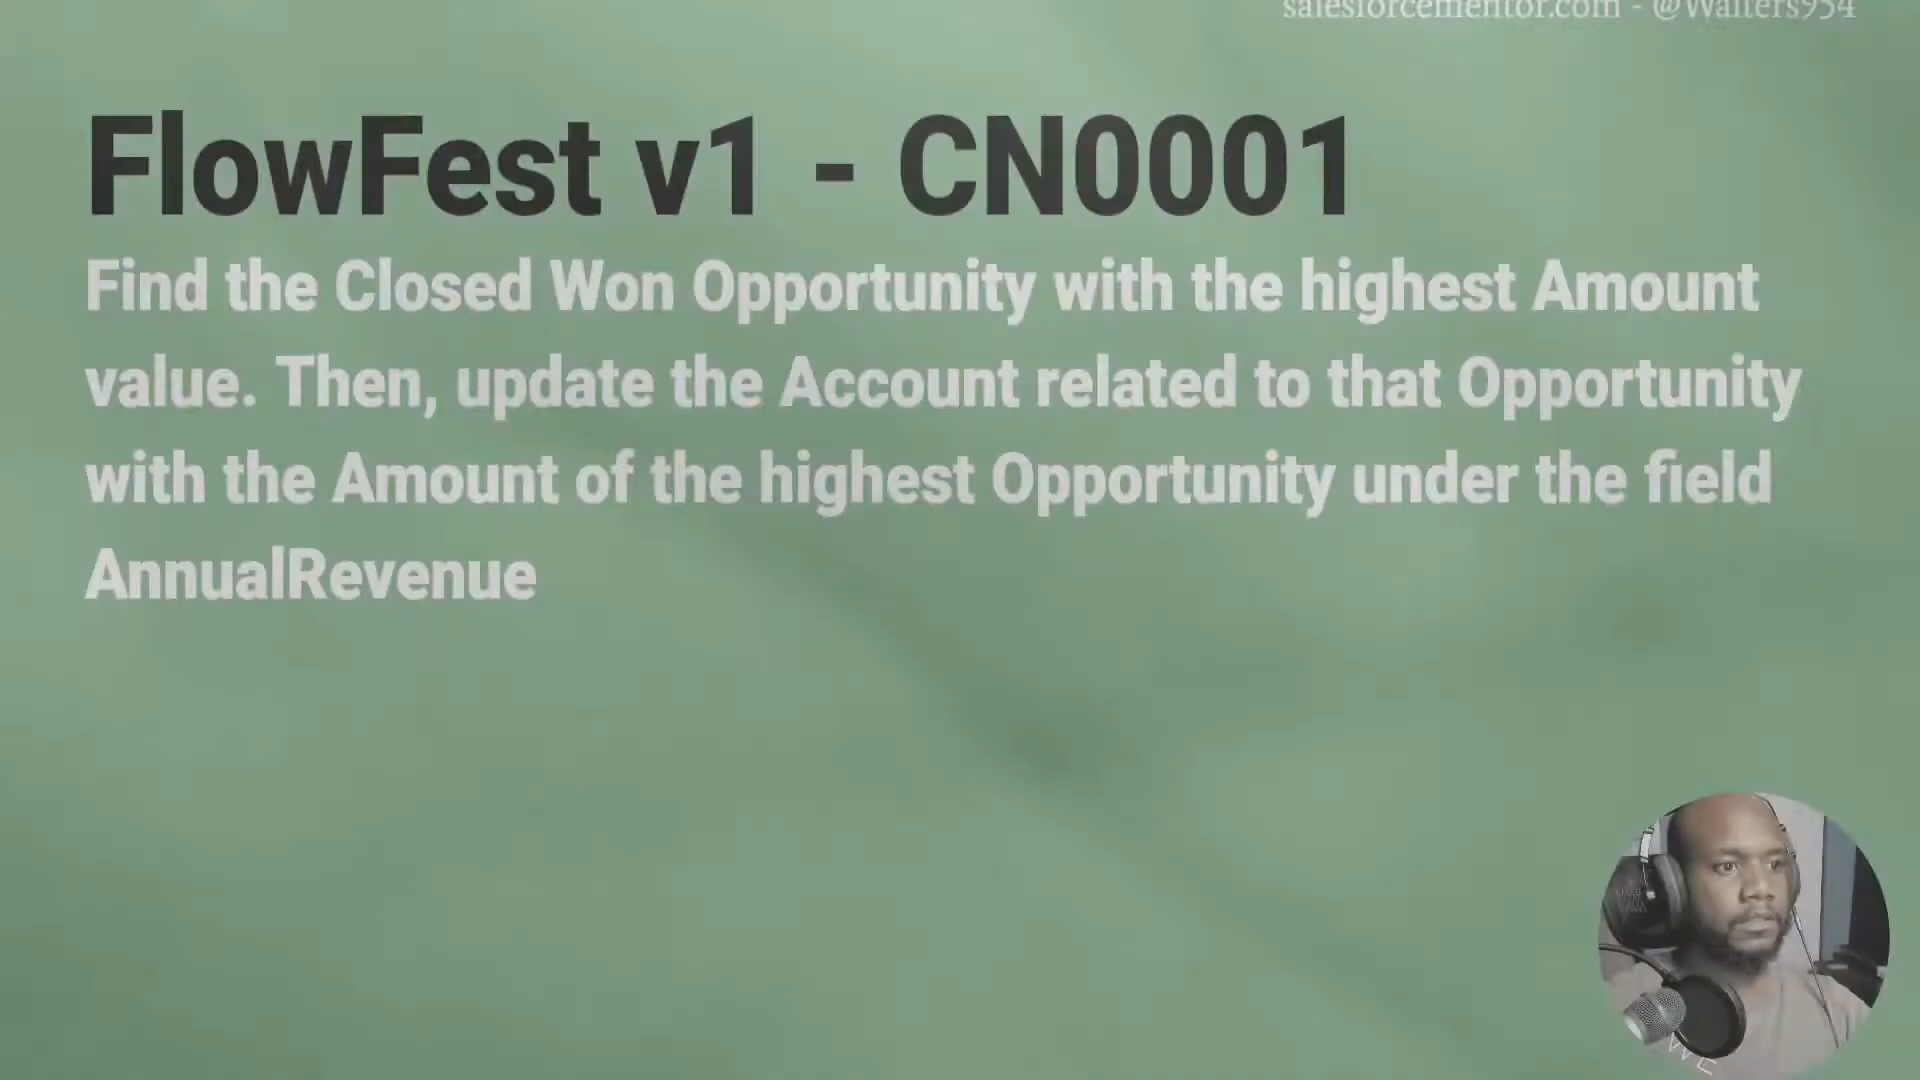 salesforcementor.com - @Walters954
FlowFest v1 - CN0001
Find the Closed Won Opportunity with the highest Amount
value. Then, update the Account related to that Opportunity
with the Amount of the highest Opportunity under the field
AnnualRevenue
WE